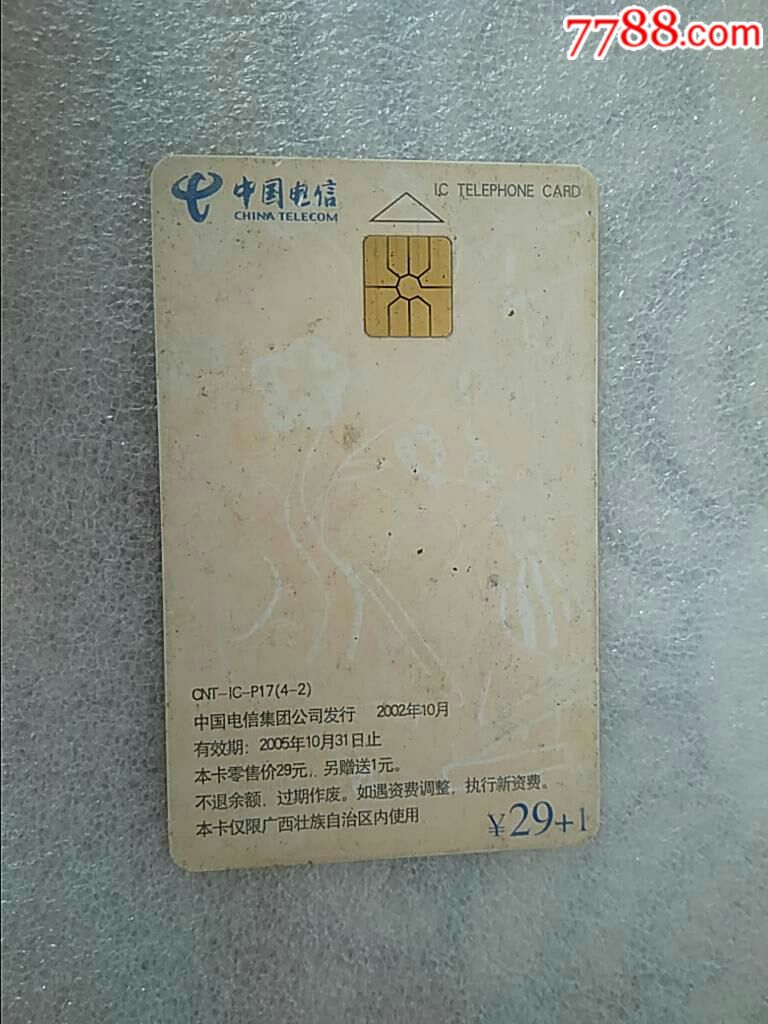 7788.com
中国电信
CHINA TELECOM
IC TELEPHONE CARD
CNT-IC-P17(4-2)
中国电信集团公司发行 2002年10月
有效期：2005年10月31日止
本卡零售价29元，另赠送1元。
不退余额，过期作废。如遇资费调整，执行新资费。
本卡仅限广西壮族自治区内使用
¥29+1